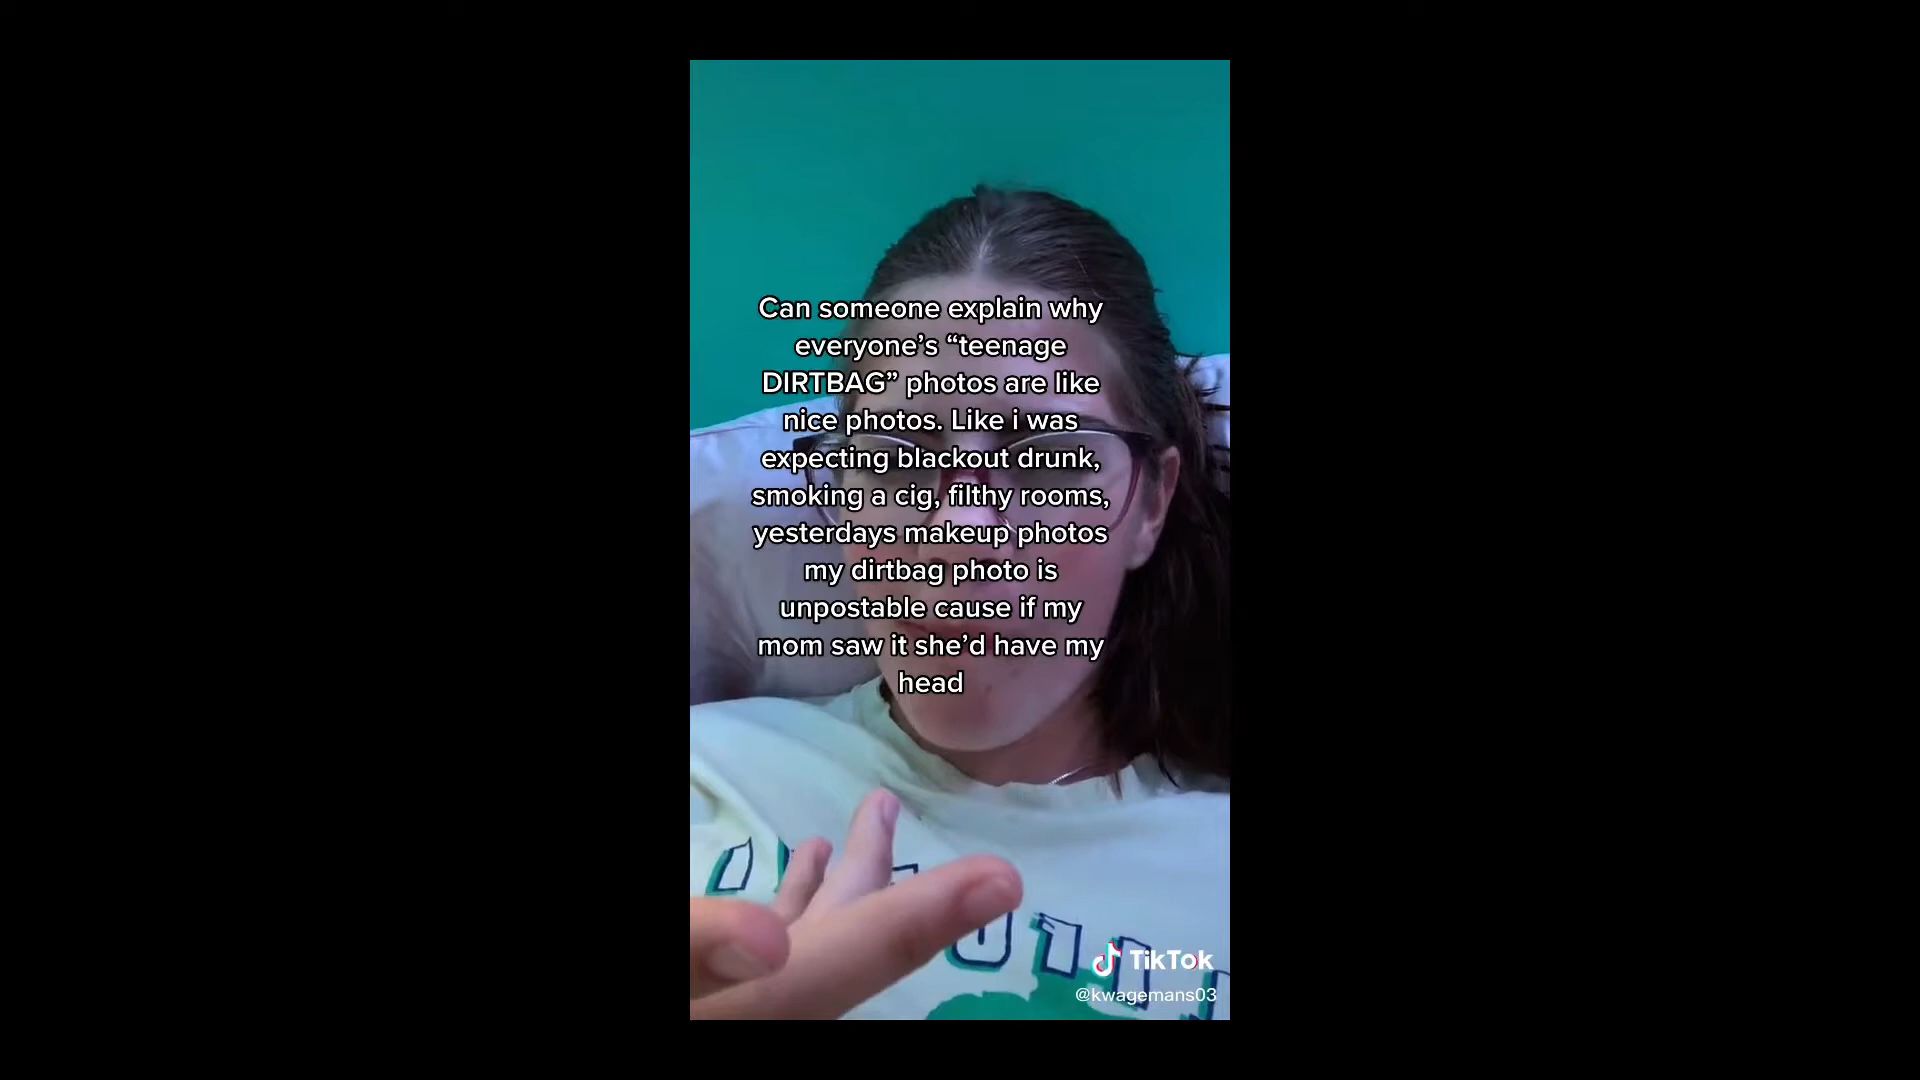 Can someone explain why
everyone’s “teenage
DIRTBAG” photos are like
nice photos. Like i was
expecting blackout drunk,
smoking a cig, filthy rooms,
yesterdays makeup photos
my dirtbag photo is
unpostable cause if my
mom saw it she’d have my
head
TikTok
@kwagemans03